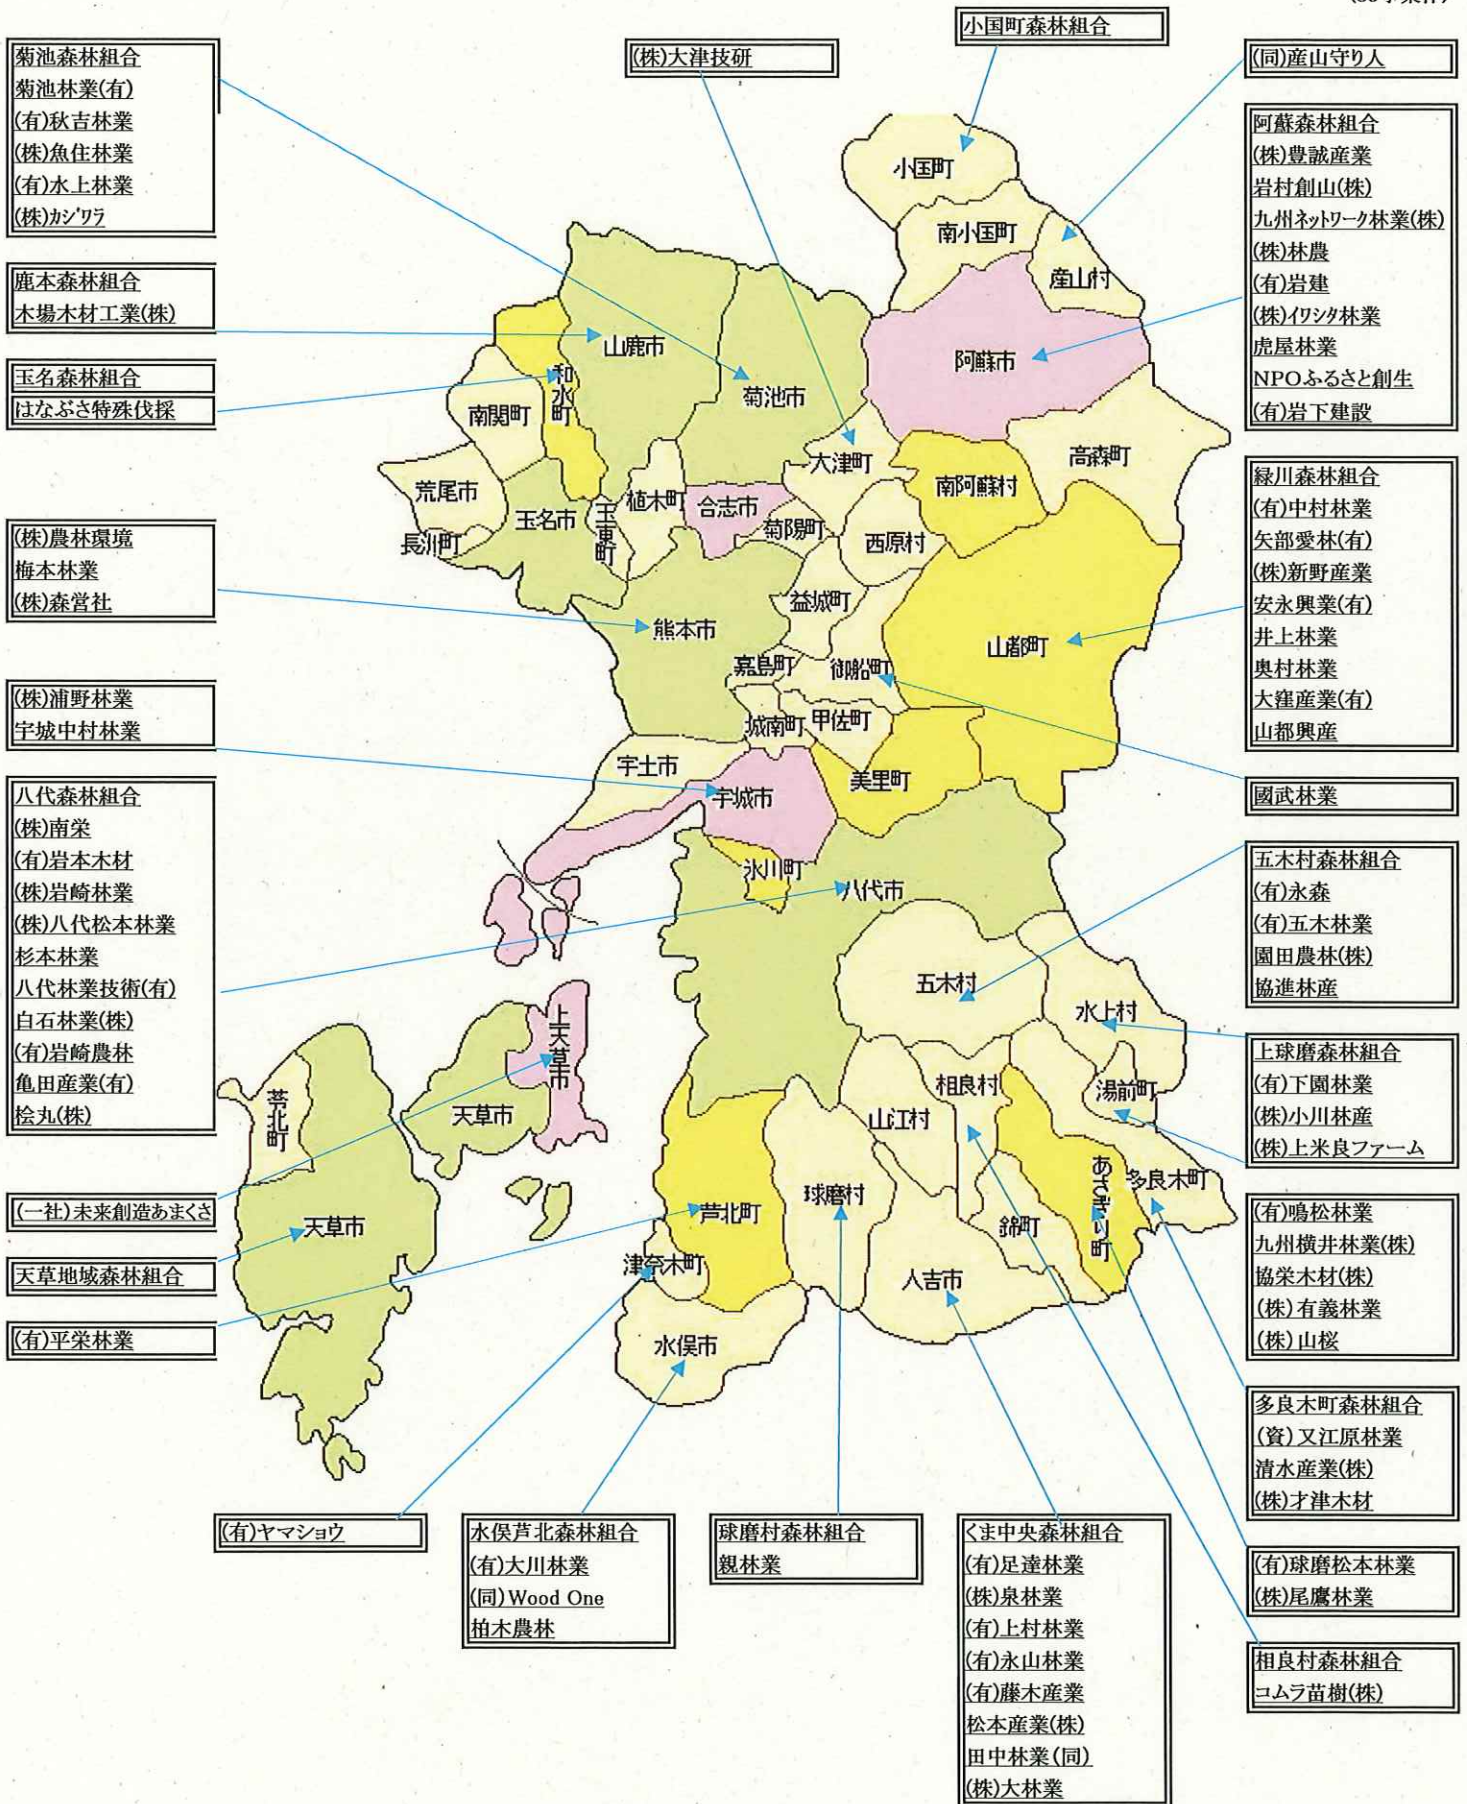 小国町森林組合
(株)大津技研
(同)産山守り人
菊池森林組合
菊池林業(有)
(有)秋吉林業
(株)魚住林業
(有)水上林業
(株)カジワラ
鹿本森林組合
木場木材工業(株)
玉名森林組合
はなぶさ特殊伐採
(株)農林環境
梅本林業
(株)森営社
(株)浦野林業
宇城中村林業
八代森林組合
(株)南栄
(有)岩本木材
(株)岩崎林業
(株)八代松本林業
杉本林業
八代林業技術(有)
白石林業(株)
(有)岩崎農林
亀田産業(有)
桧丸(株)
(一社)未来創造あまくさ
天草地域森林組合
(有)平栄林業
小国町
南小国町
産山村
阿蘇市
山鹿市
和水町
菊池市
南関町
高森町
大津町
荒尾市
植木町
合志市
南阿蘇村
玉名市
玉東町
菊陽町
西原村
長洲町
益城町
熊本市
山都町
嘉島町
御船町
城南町
甲佐町
宇土市
美里町
宇城市
氷川町
八代市
五木村
水上村
上天草市
相良村
湯前町
苓北町
天草市
山江村
あさぎり町
多良木町
天草市
芦北町
球磨村
錦町
津奈木町
人吉市
水俣市
阿蘇森林組合
(株)豊誠産業
岩村創山(株)
九州ネットワーク林業(株)
(株)林農
(有)岩建
(株)イワシタ林業
虎屋林業
NPOふるさと創生
(有)岩下建設
緑川森林組合
(有)中村林業
矢部愛林(有)
(株)新野産業
安永興業(有)
井上林業
奥村林業
大窪産業(有)
山都興産
國武林業
五木村森林組合
(有)永森
(有)五木林業
園田農林(株)
協進林産
上球磨森林組合
(有)下園林業
(株)小川林産
(株)上米良ファーム
(有)鳴松林業
九州横井林業(株)
協栄木材(株)
(株)有義林業
(株)山桜
多良木町森林組合
(資)又江原林業
清水産業(株)
(株)才津木材
(有)球磨松本林業
(株)尾鷹林業
相良村森林組合
コムラ苗樹(株)
(有)ヤマショウ
水俣芦北森林組合
(有)大川林業
(同)Wood One
柏木農林
球磨村森林組合
親林業
くま中央森林組合
(有)足達林業
(株)泉林業
(有)上村林業
(有)永山林業
(有)藤木産業
松本産業(株)
田中林業(同)
(株)大林業